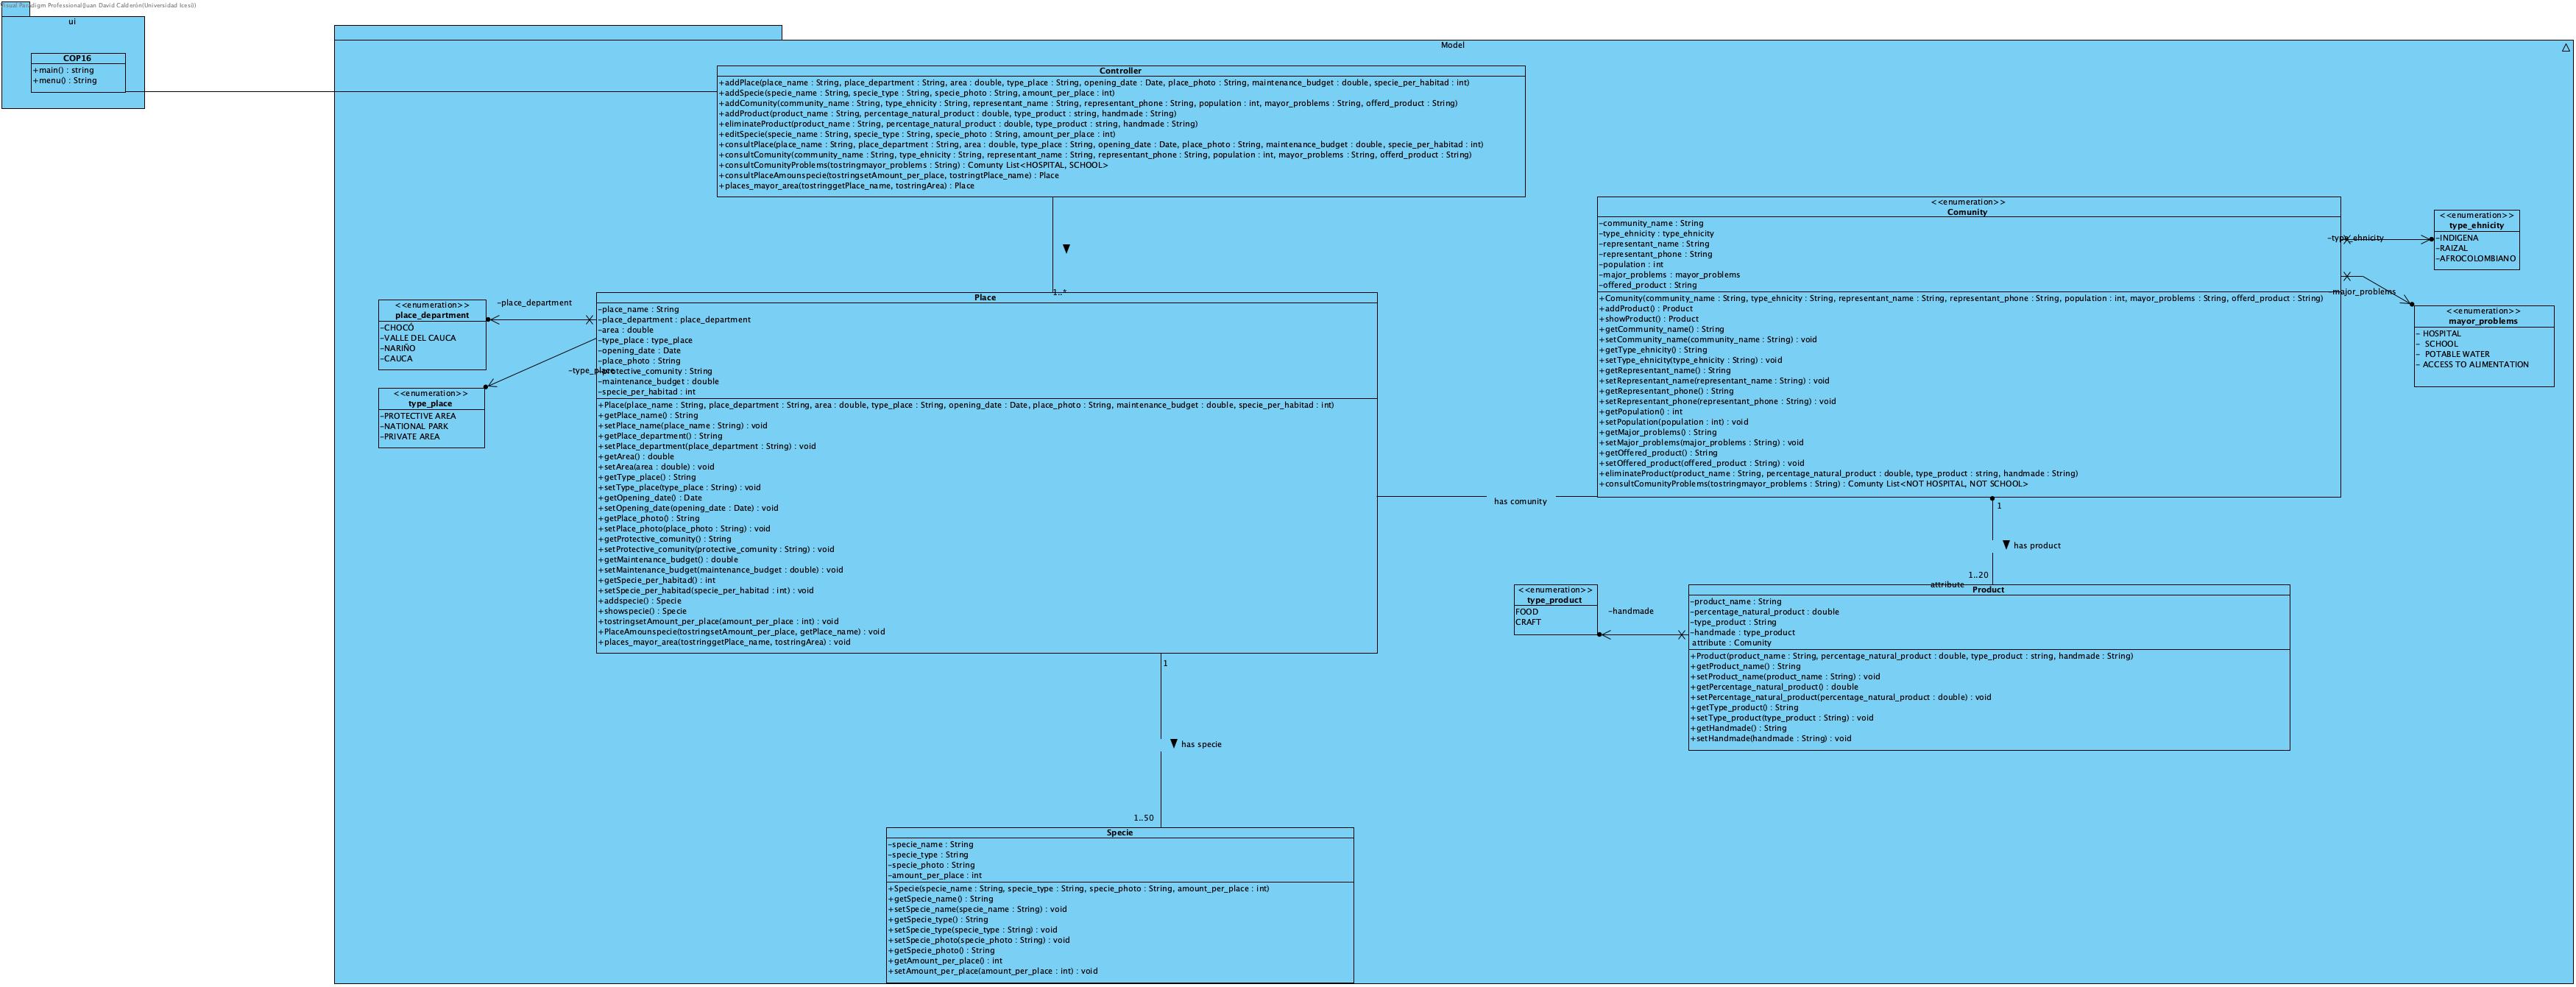 Visual Paradigm Professional(Juan David Calderón(Universidad Icesi))
ui
COP16
+main() : string
+menu() : String
Model
Controller
+addPlace(place_name : String, place_department : String, area : double, type_place : String, opening_date : Date, place_photo : String, maintenance_budget : double, specie_per_habitad : int)
+addSpecie(specie_name : String, specie_type : String, specie_photo : String, amount_per_place : int)
+addComunity(community_name : String, type_ehnicity : String, representant_name : String, representant_phone : String, population : int, mayor_problems : String, offerd_product : String)
+addProduct(product_name : String, percentage_natural_product : double, type_product : string, handmade : String)
+eliminateProduct(product_name : String, percentage_natural_product : double, type_product : string, handmade : String)
+editSpecie(specie_name : String, specie_type : String, specie_photo : String, amount_per_place : int)
+consultPlace(place_name : String, place_department : String, area : double, type_place : String, opening_date : Date, place_photo : String, maintenance_budget : double, specie_per_habitad : int)
+consultComunity(community_name : String, type_ehnicity : String, representant_name : String, representant_phone : String, population : int, mayor_problems : String, offerd_product : String)
+consultComunityProblems(tostringmayor_problems : String) : Comunty List<HOSPITAL, SCHOOL>
+consultPlaceAmounspecie(tostringsetAmount_per_place, tostringtPlace_name) : Place
+places_mayor_area(tostringgetPlace_name, tostringArea) : Place
1..*
<<enumeration>>
place_department
-CHOCÓ
-VALLE DEL CAUCA
-NARIÑO
-CAUCA
-place_department
<<enumeration>>
type_place
-PROTECTIVE AREA
-NATIONAL PARK
-PRIVATE AREA
-type_place
Place
-place_name : String
-place_department : place_department
-area : double
-type_place : type_place
-opening_date : Date
-place_photo : String
-protective_comunity : String
-maintenance_budget : double
-specie_per_habitad : int
+Place(place_name : String, place_department : String, area : double, type_place : String, opening_date : Date, place_photo : String, maintenance_budget : double, specie_per_habitad : int)
+getPlace_name() : String
+setPlace_name(place_name : String) : void
+getPlace_department() : String
+setPlace_department(place_department : String) : void
+getArea() : double
+setArea(area : double) : void
+getType_place() : String
+setType_place(type_place : String) : void
+getOpening_date() : Date
+setOpening_date(opening_date : Date) : void
+getPlace_photo() : String
+setPlace_photo(place_photo : String) : void
+getProtective_comunity() : String
+setProtective_comunity(protective_comunity : String) : void
+getMaintenance_budget() : double
+setMaintenance_budget(maintenance_budget : double) : void
+getSpecie_per_habitad() : int
+setSpecie_per_habitad(specie_per_habitad : int) : void
+addspecie() : Specie
+showspecie() : Specie
+tostringsetAmount_per_place(amount_per_place : int) : void
+PlaceAmounspecie(tostringsetAmount_per_place, getPlace_name) : void
+places_mayor_area(tostringgetPlace_name, tostringArea) : void
has comunity
<<enumeration>>
Comunity
-community_name : String
-type_ehnicity : type_ehnicity
-representant_name : String
-representant_phone : String
-population : int
-major_problems : mayor_problems
-offered_product : String
+Comunity(community_name : String, type_ehnicity : String, representant_name : String, representant_phone : String, population : int, mayor_problems : String, offerd_product : String)
+addProduct() : Product
+showProduct() : Product
+getCommunity_name() : String
+setCommunity_name(community_name : String) : void
+getType_ehnicity() : String
+setType_ehnicity(type_ehnicity : String) : void
+getRepresentant_name() : String
+setRepresentant_name(representant_name : String) : void
+getRepresentant_phone() : String
+setRepresentant_phone(representant_phone : String) : void
+getPopulation() : int
+setPopulation(population : int) : void
+getMajor_problems() : String
+setMajor_problems(major_problems : String) : void
+getOffered_product() : String
+setOffered_product(offered_product : String) : void
+eliminateProduct(product_name : String, percentage_natural_product : double, type_product : string, handmade : String)
+consultComunityProblems(tostringmayor_problems : String) : Comunty List<NOT HOSPITAL, NOT SCHOOL>
-type_ehnicity
<<enumeration>>
type_ehnicity
-INDIGENA
-RAIZAL
-AFROCOLOMBIANO
-major_problems
<<enumeration>>
mayor_problems
- HOSPITAL
- SCHOOL
- POTABLE WATER
- ACCESS TO ALIMENTATION
1
has product
1..20
attribute
<<enumeration>>
type_product
FOOD
CRAFT
-handmade
Product
-product_name : String
-percentage_natural_product : double
-type_product : String
-handmade : type_product
attribute : Comunity
+Product(product_name : String, percentage_natural_product : double, type_product : string, handmade : String)
+getProduct_name() : String
+setProduct_name(product_name : String) : void
+getPercentage_natural_product() : double
+setPercentage_natural_product(percentage_natural_product : double) : void
+getType_product() : String
+setType_product(type_product : String) : void
+getHandmade() : String
+setHandmade(handmade : String) : void
1
has specie
1..50
Specie
-specie_name : String
-specie_type : String
-specie_photo : String
-amount_per_place : int
+Specie(specie_name : String, specie_type : String, specie_photo : String, amount_per_place : int)
+getSpecie_name() : String
+setSpecie_name(specie_name : String) : void
+getSpecie_type() : String
+setSpecie_type(specie_type : String) : void
+setSpecie_photo(specie_photo : String) : void
+getSpecie_photo() : String
+getAmount_per_place() : int
+setAmount_per_place(amount_per_place : int) : void